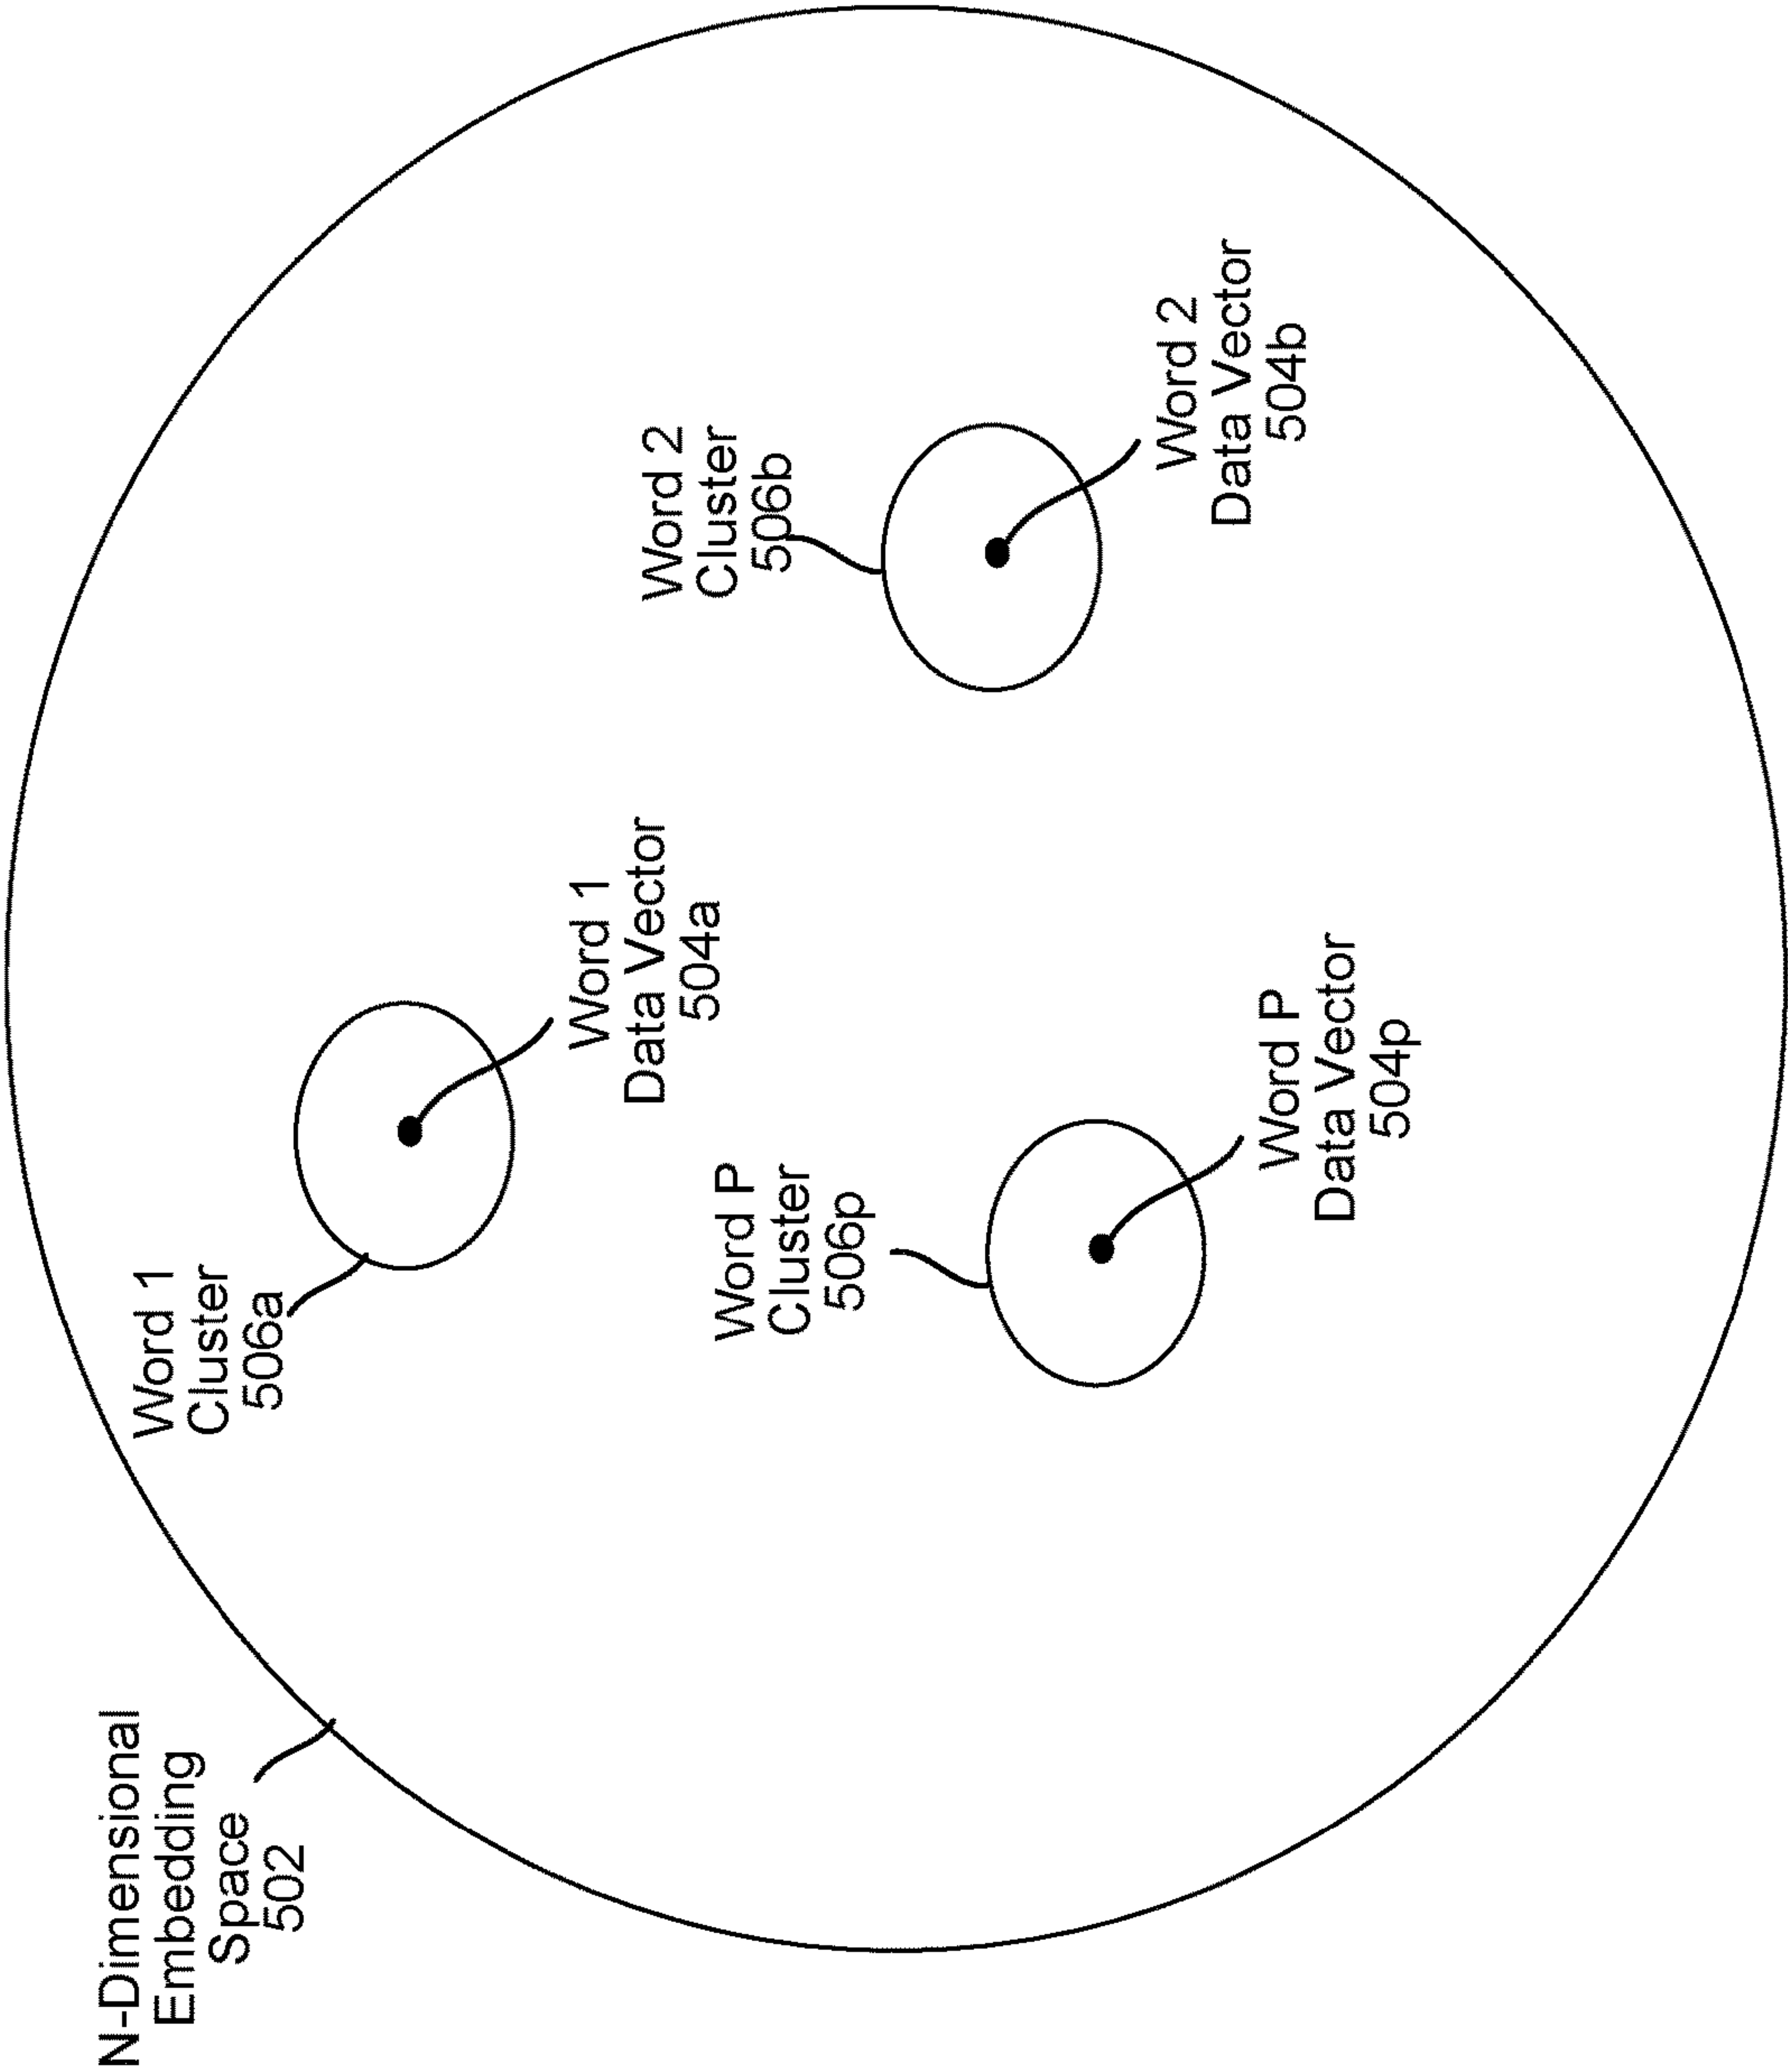 N-Dimensional
Embedding
Space
502
Word 1
Cluster
506a
Word 1
Data Vector
504a
Word 2
Cluster
506b
Word 2
Data Vector
504b
Word P
Cluster
506p
Word P
Data Vector
504p